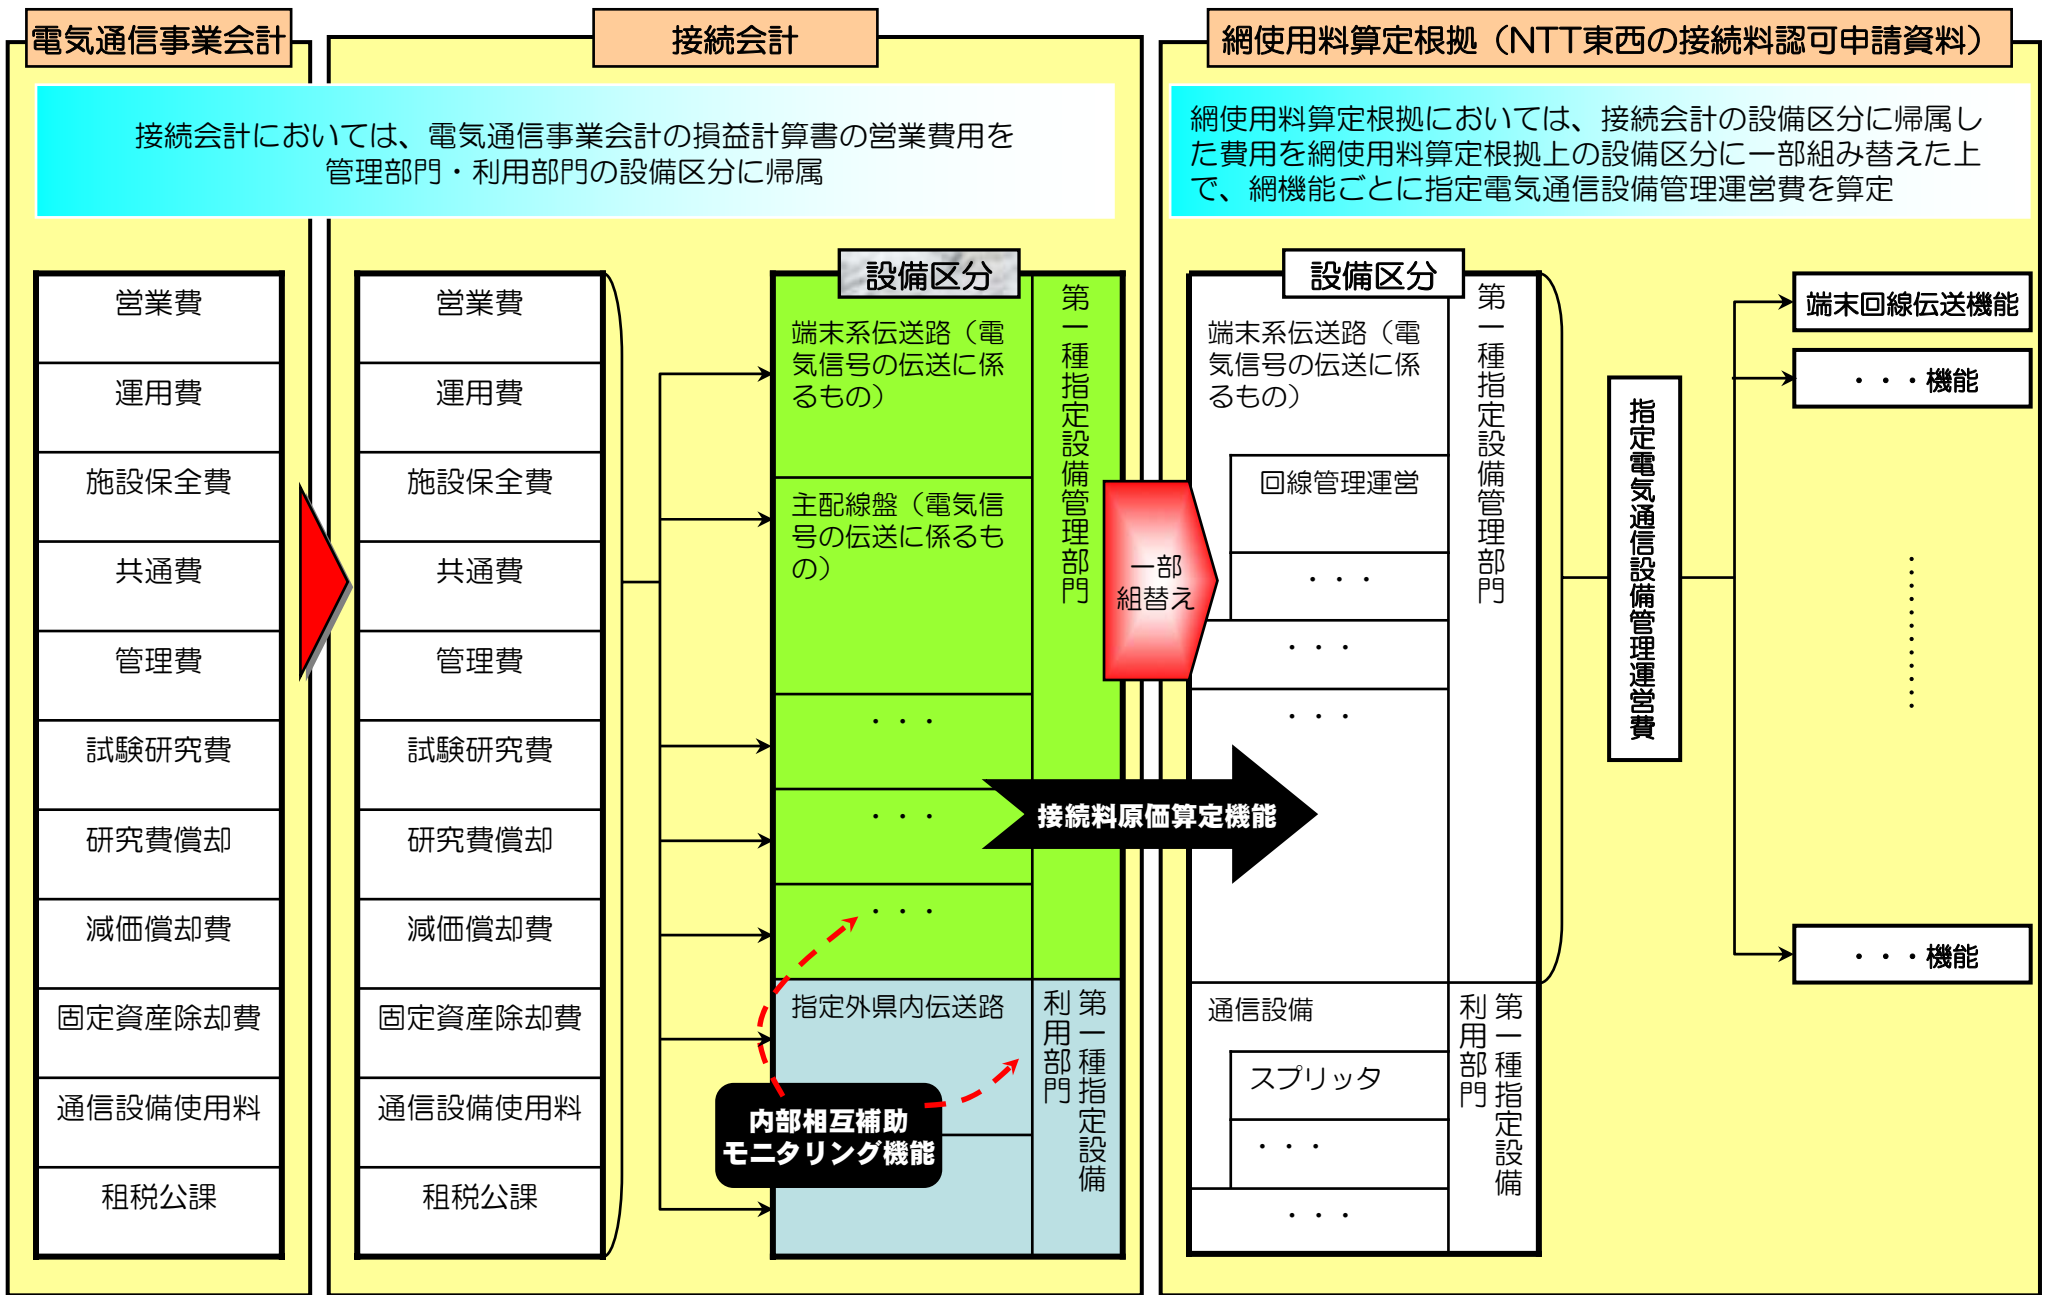 電気通信事業会計
接続会計
網使用料算定根拠（NTT東西の接続料認可申請資料）
接続会計においては、電気通信事業会計の損益計算書の営業費用を
管理部門・利用部門の設備区分に帰属
網使用料算定根拠においては、接続会計の設備区分に帰属し
た費用を網使用料算定根拠上の設備区分に一部組み替えた上
で、網機能ごとに指定電気通信設備管理運営費を算定
営業費
運用費
施設保全費
共通費
管理費
試験研究費
研究費償却
減価償却費
固定資産除却費
通信設備使用料
租税公課
営業費
運用費
施設保全費
共通費
管理費
試験研究費
研究費償却
減価償却費
固定資産除却費
通信設備使用料
租税公課
設備区分
端末系伝送路（電
気信号の伝送に係
るもの）
主配線盤（電気信
号の伝送に係るも
の）
・・・
・・・
・・・
第一種指定設備管理部門
指定外県内伝送路
第一種指定設備
利用部門
内部相互補助
モニタリング機能
一部
組替え
接続料原価算定機能
設備区分
端末系伝送路（電
気信号の伝送に係
るもの）
回線管理運営
・・・
・・・
・・・
第一種指定設備管理部門
通信設備
スプリッタ
・・・
・・・
第一種指定設備
利用部門
指定電気通信設備管理運営費
端末回線伝送機能
・・・機能
・・・・・・・・・・・・
・・・機能